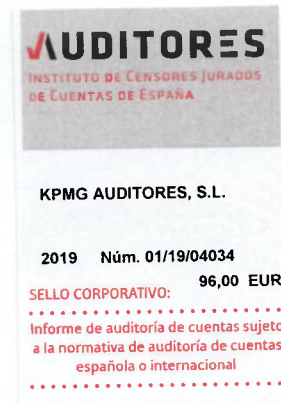 AUDITORES
INSTITUTO DE CENSORES JURADOS
DE CUENTAS DE ESPAÑA
KPMG AUDITORES, S.L.
2019 Núm. 01/19/04034
96,00 EUR
SELLO CORPORATIVO:
Informe de auditoría de cuentas sujeto
a la normativa de auditoría de cuentas
española o internacional